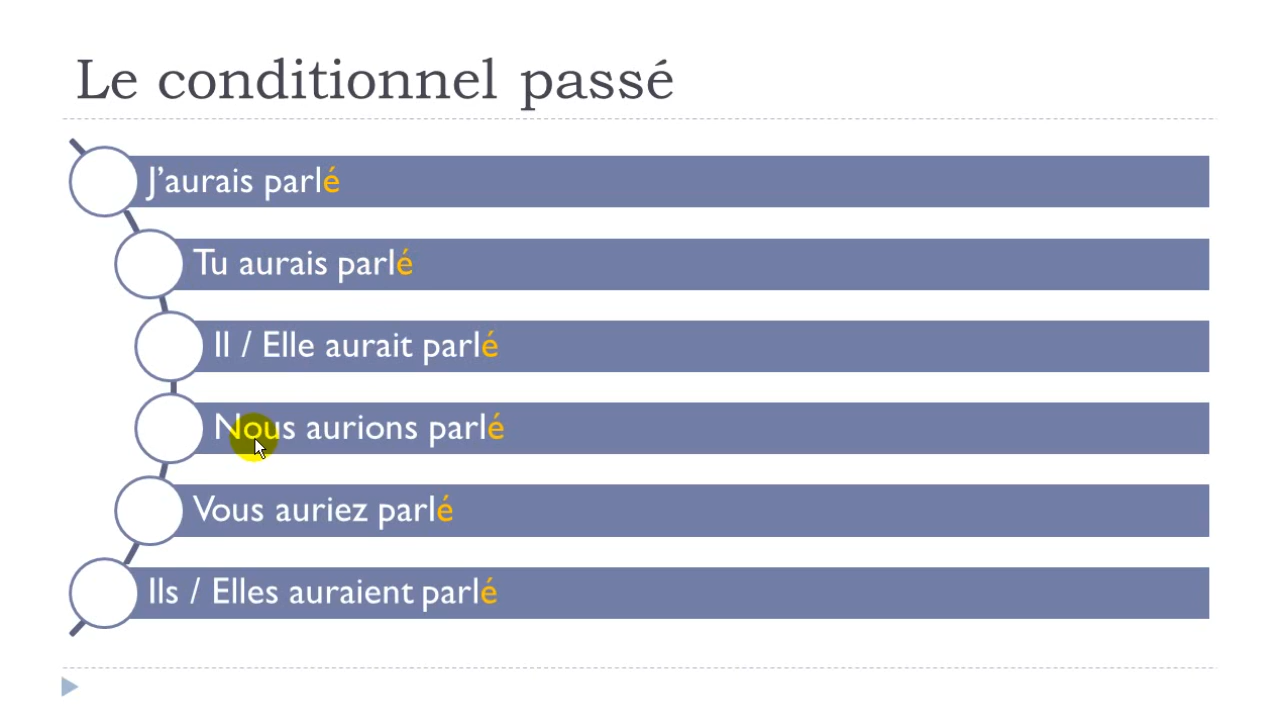 Le conditionnel passé
J’aurais parlé
Tu aurais parlé
Il / Elle aurait parlé
Nous aurions parlé
Vous auriez parlé
Ils / Elles auraient parlé